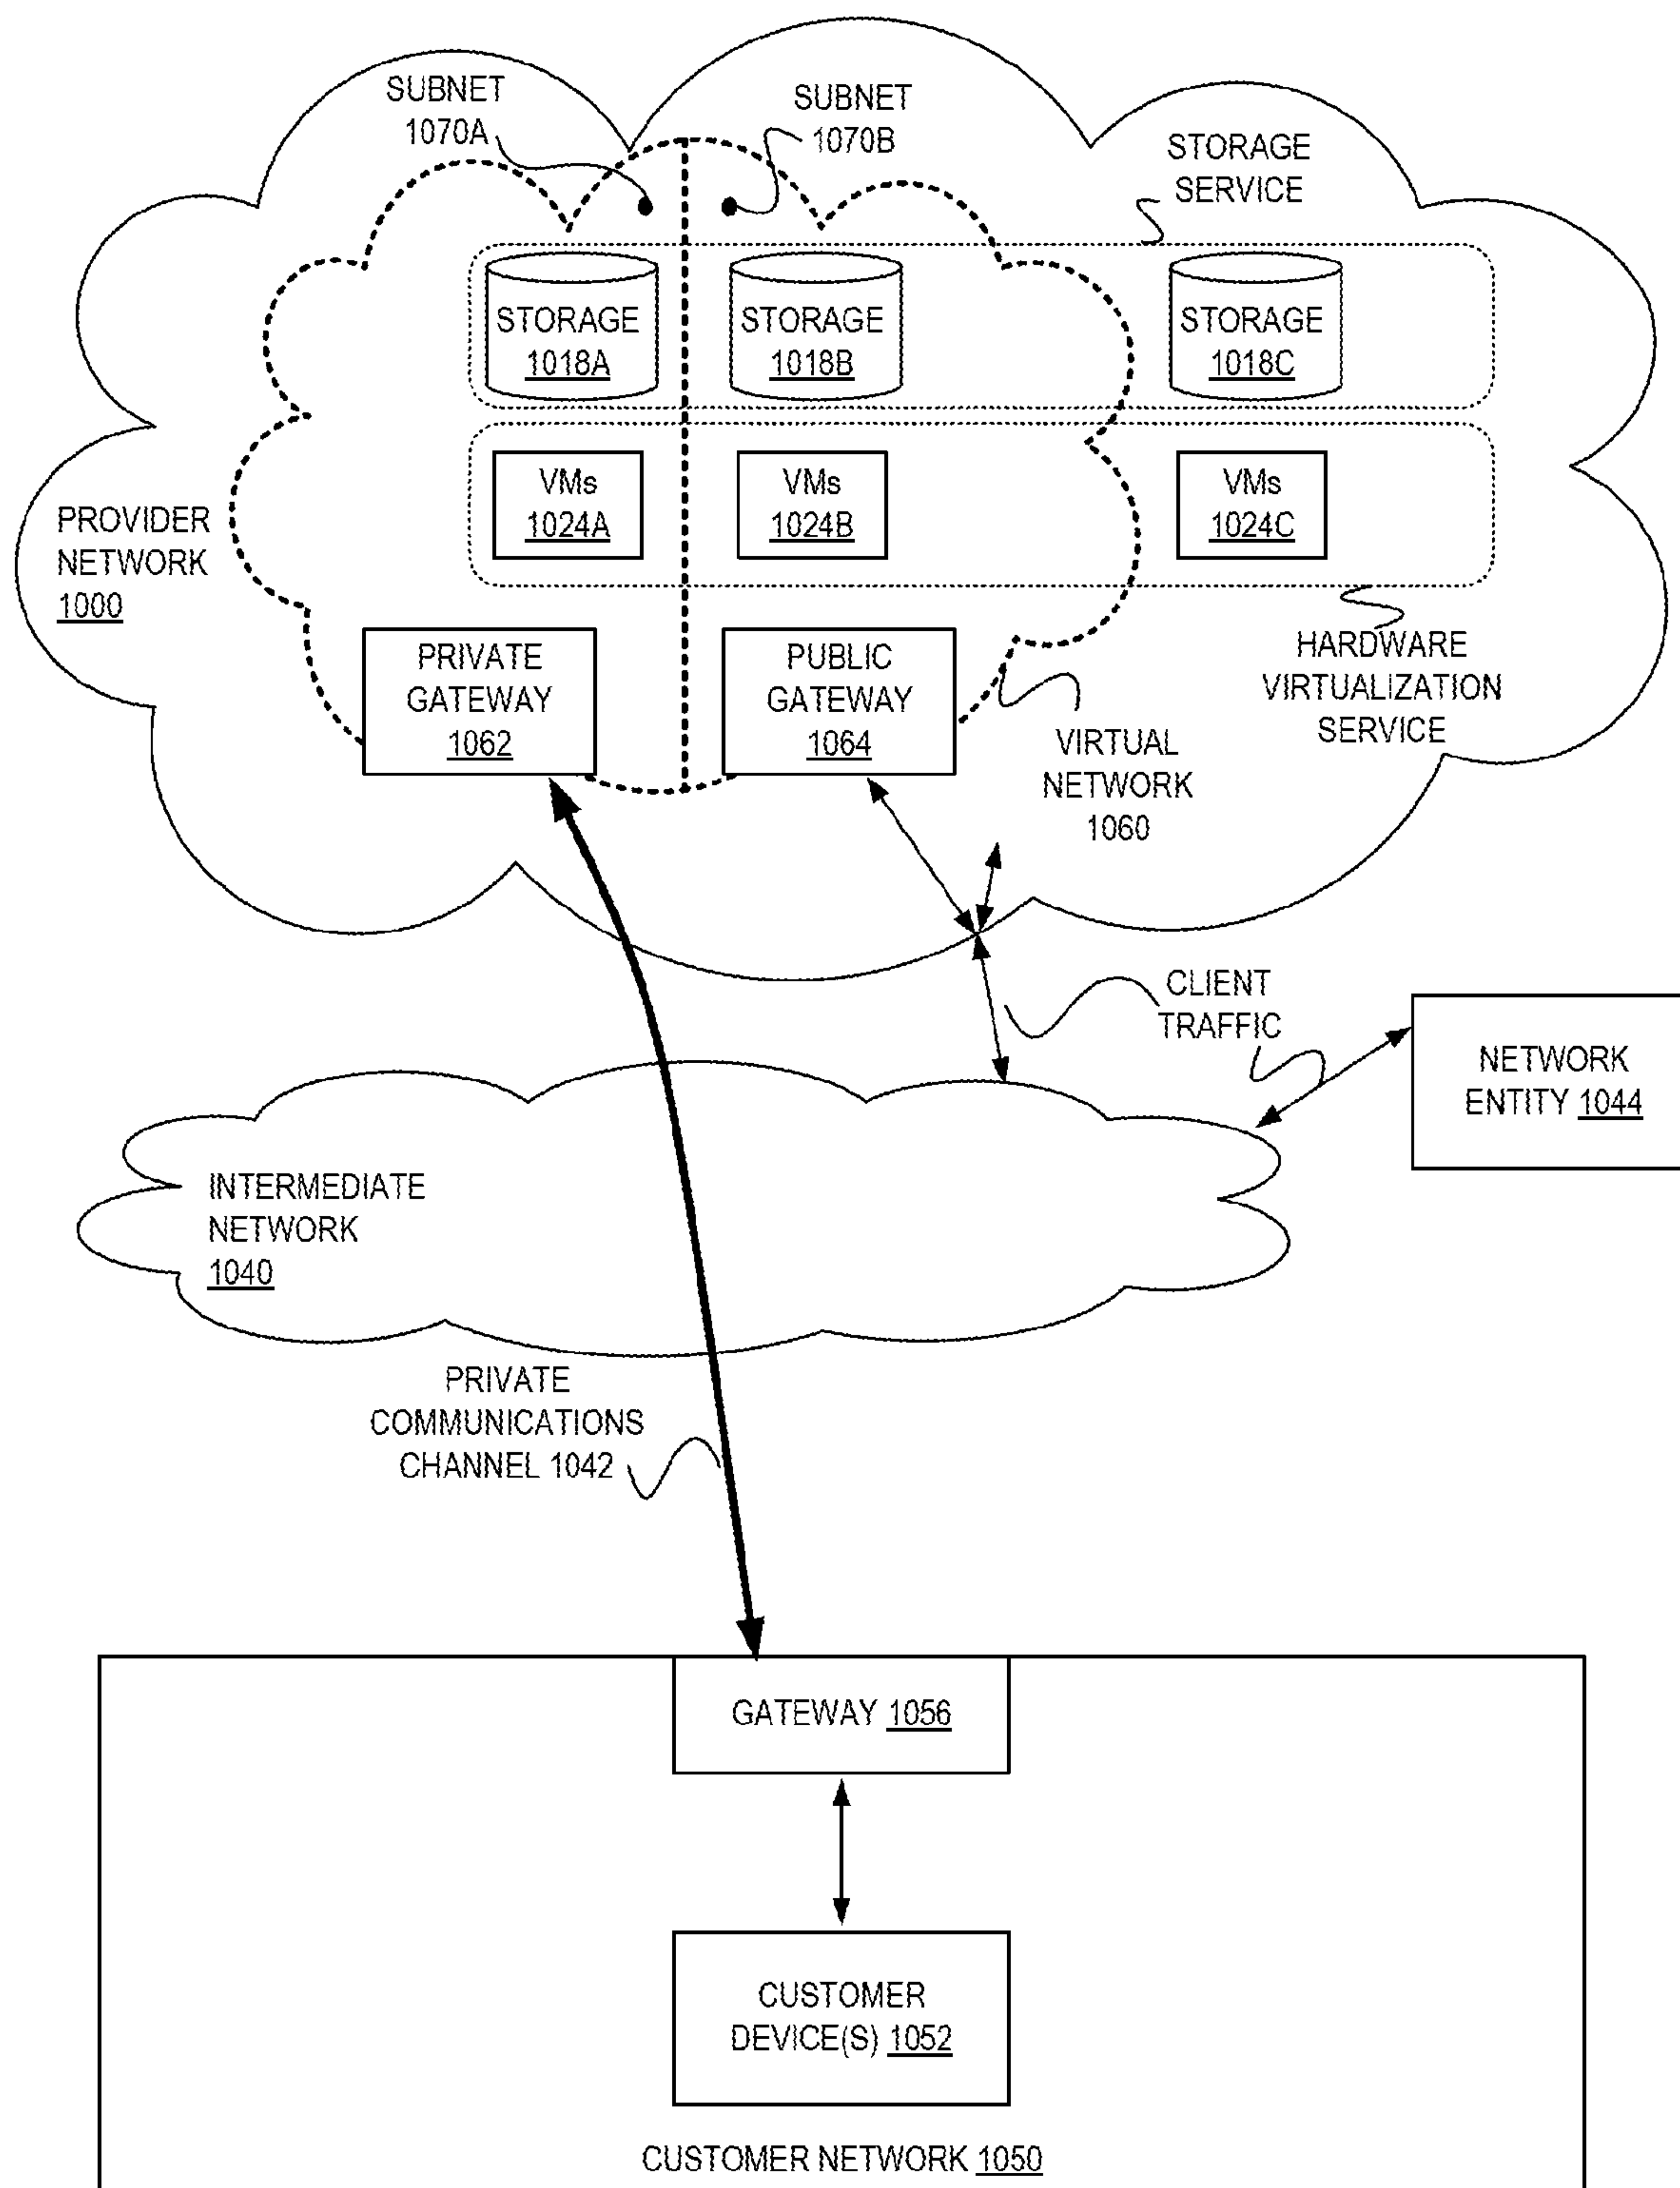 SUBNET
1070A
SUBNET
1070B
STORAGE
SERVICE
STORAGE
1018A
STORAGE
1018B
STORAGE
1018C
VMs
1024A
VMs
1024B
VMs
1024C
PROVIDER
NETWORK
1000
PRIVATE
GATEWAY
1062
PUBLIC
GATEWAY
1064
HARDWARE
VIRTUALIZATION
SERVICE
VIRTUAL
NETWORK
1060
CLIENT
TRAFFIC
NETWORK
ENTITY 1044
INTERMEDIATE
NETWORK
1040
PRIVATE
COMMUNICATIONS
CHANNEL 1042
GATEWAY 1056
CUSTOMER
DEVICE(S) 1052
CUSTOMER NETWORK 1050